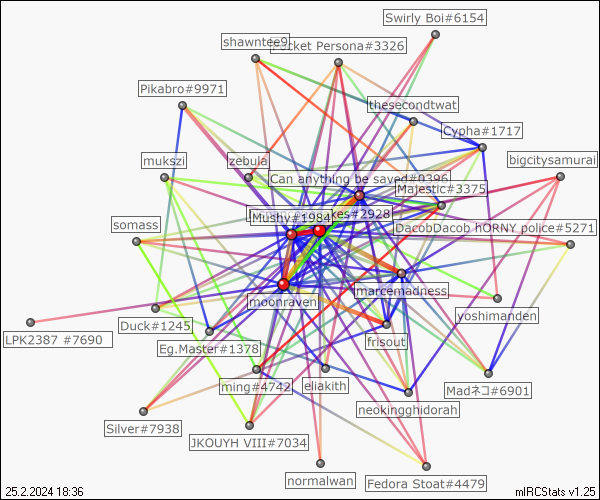 Swirly Boi#6154
shawntee9
Pocket Persona#3326
Pikabro#9971
thesecondtwat
Cypha#1717
mukszi
zebula
bigcitysamurai
Can anything be saved#0396
Majestic#3375
Mushy#1984
kes#2928
somass
DacobDacob hORNY police#5271
marcemadness
moonraven
yoshimanden
LPK2387 #7690
Duck#1245
Eg.Master#1378
frisout
ming#4742
eliakith
Madネコ#6901
neokingghidorah
Silver#7938
JKOUYH VIII#7034
normalwan
Fedora Stoat#4479
25.2.2024 18:36
mIRCStats v1.25